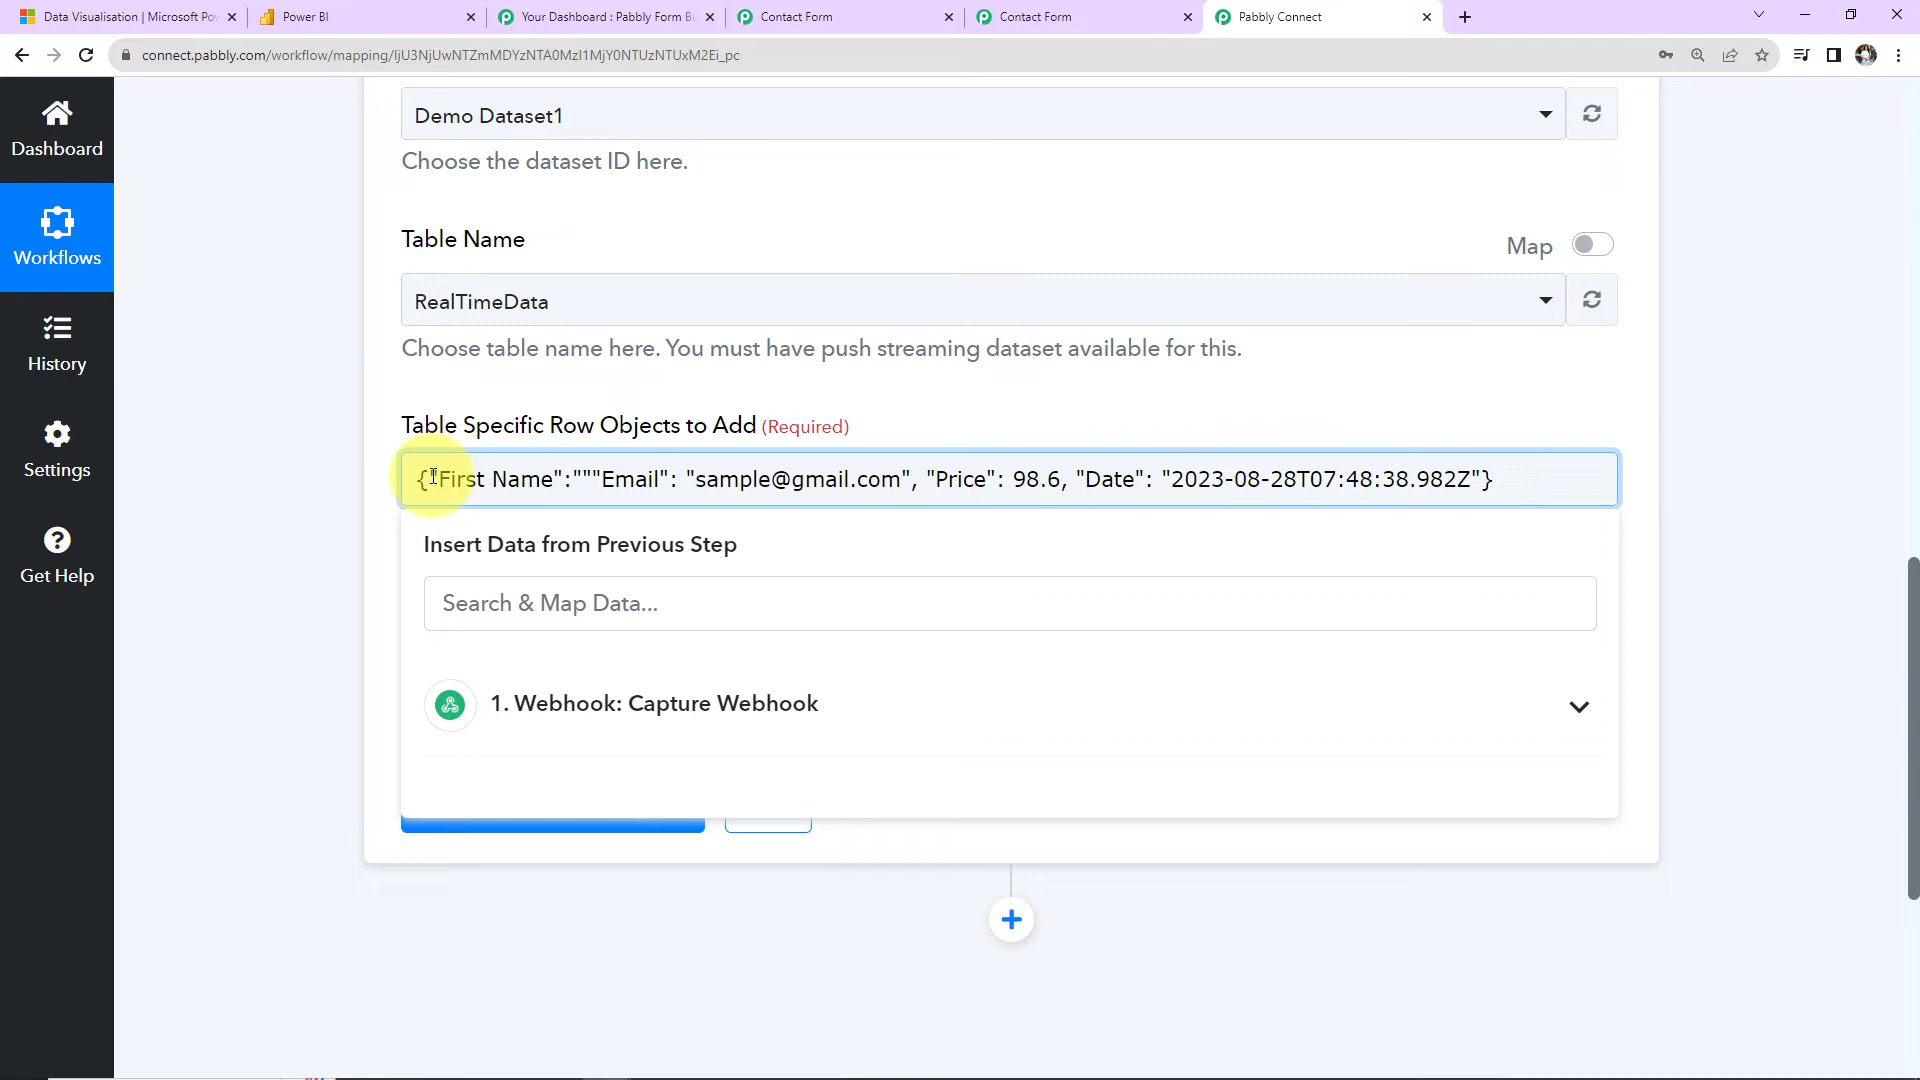 Data Visualisation | Microsoft Po
Power BI
Your Dashboard : Pabbly Form Bu
Contact Form
Contact Form
Pabbly Connect
connect.pabbly.com/workflow/mapping/IjU3NjUwNTZmMDYzNTA0MzI1MjY0NTUzNTUxM2Ei_pc
Dashboard
Workflows
History
Settings
Get Help
Demo Dataset1
Choose the dataset ID here.
Table Name
Map
RealTimeData
Choose table name here. You must have push streaming dataset available for this.
Table Specific Row Objects to Add (Required)
{"First Name":"""Email": "sample@gmail.com", "Price": 98.6, "Date": "2023-08-28T07:48:38.982Z"}
Insert Data from Previous Step
Search & Map Data...
1. Webhook: Capture Webhook